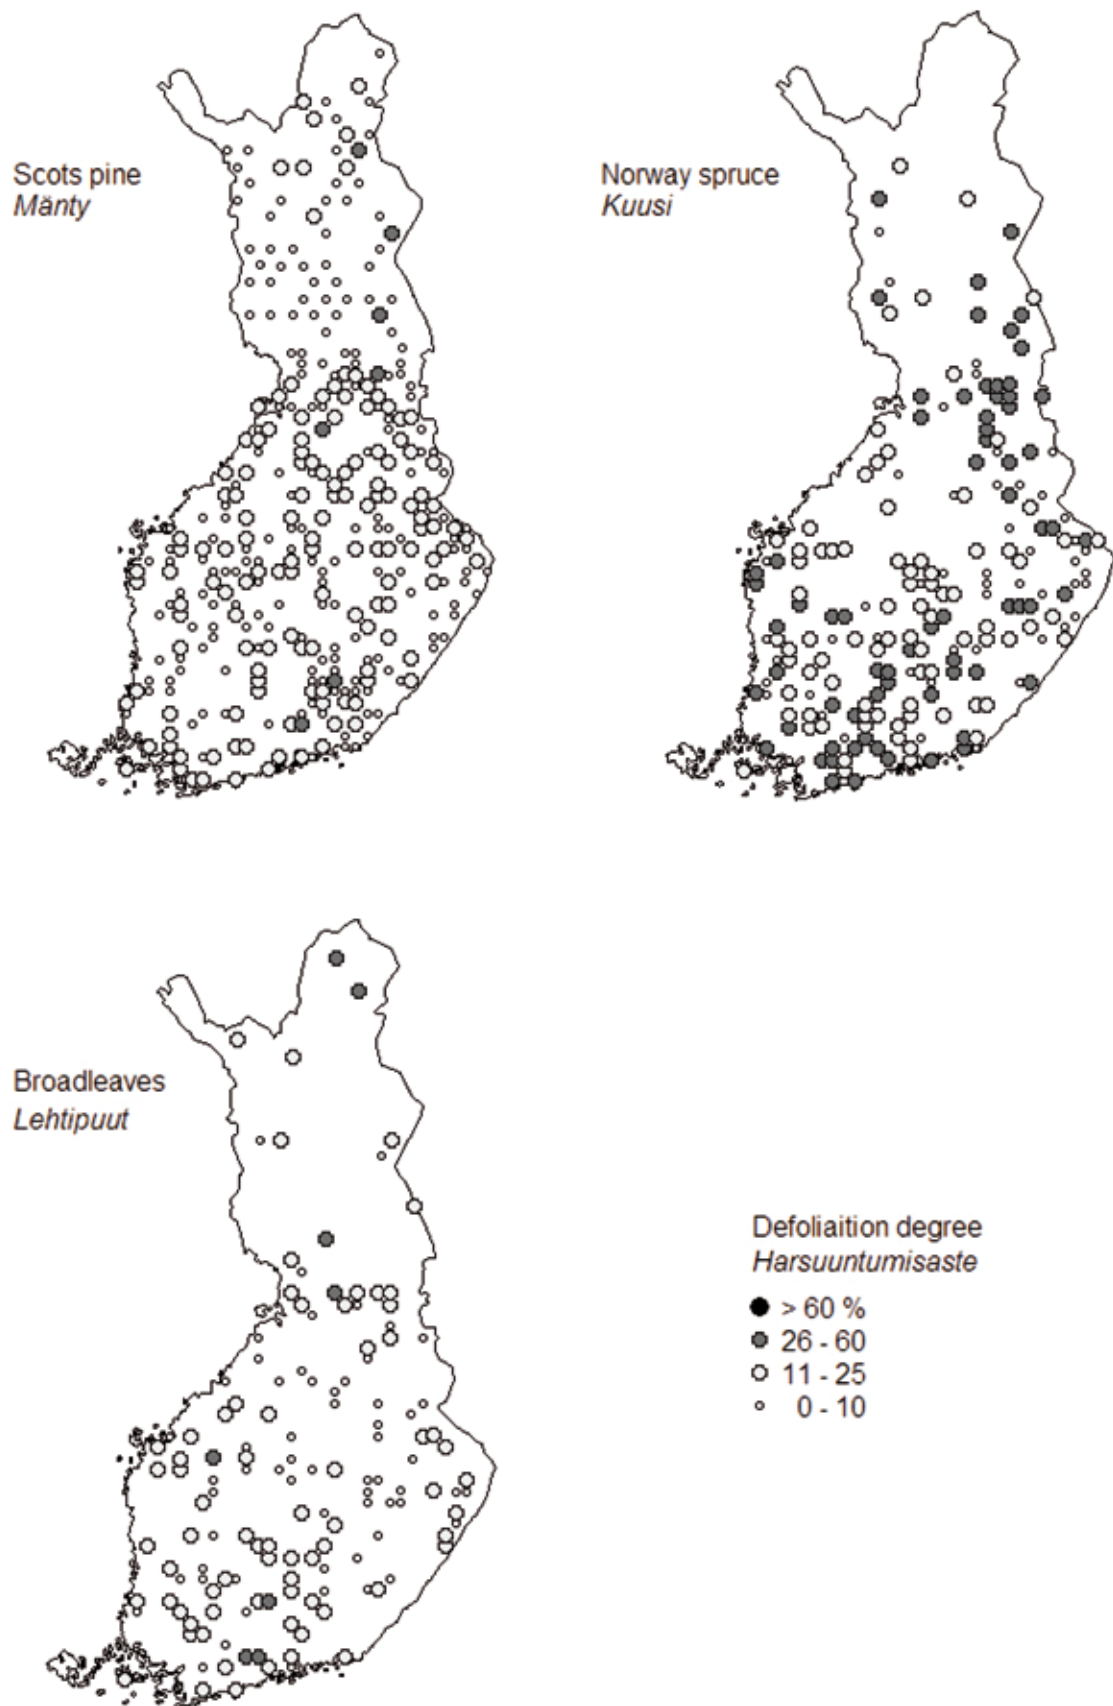 Scots pine
Mänty
Norway spruce
Kuusi
Broadleaves
Lehtipuut
Defoliaition degree
Harsuuntumisaste
> 60 %
26 - 60
11 - 25
0 - 10